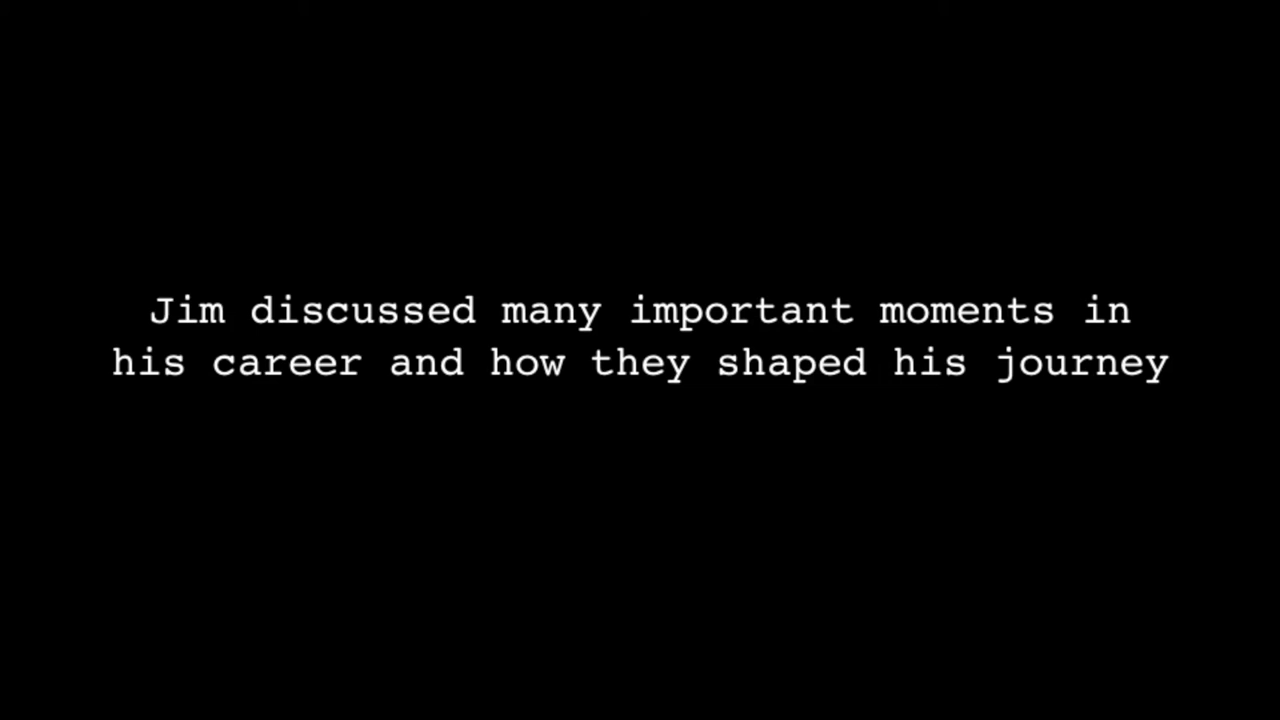 Jim discussed many important moments in
his career and how they shaped his journey